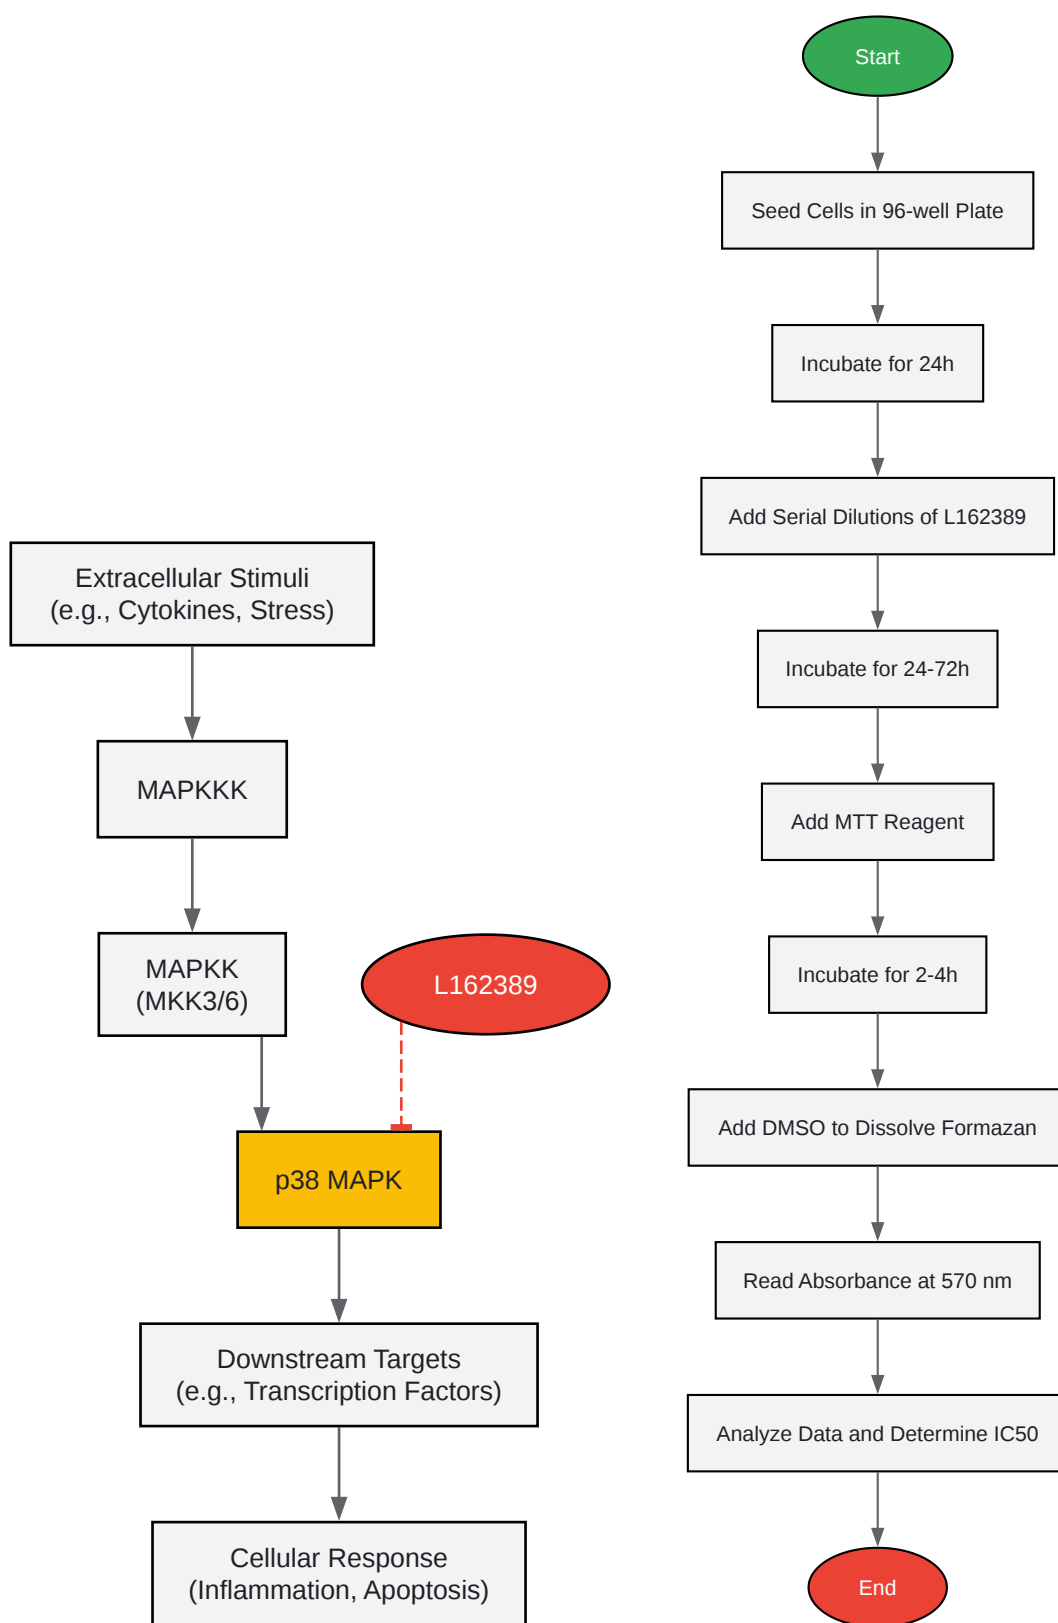 Extracellular Stimuli
(e.g., Cytokines, Stress)
MAPKKK
MAPKK
(MKK3/6)
L162389
p38 MAPK
Downstream Targets
(e.g., Transcription Factors)
Cellular Response
(Inflammation, Apoptosis)
Start
Seed Cells in 96-well Plate
Incubate for 24h
Add Serial Dilutions of L162389
Incubate for 24-72h
Add MTT Reagent
Incubate for 2-4h
Add DMSO to Dissolve Formazan
Read Absorbance at 570 nm
Analyze Data and Determine IC50
End